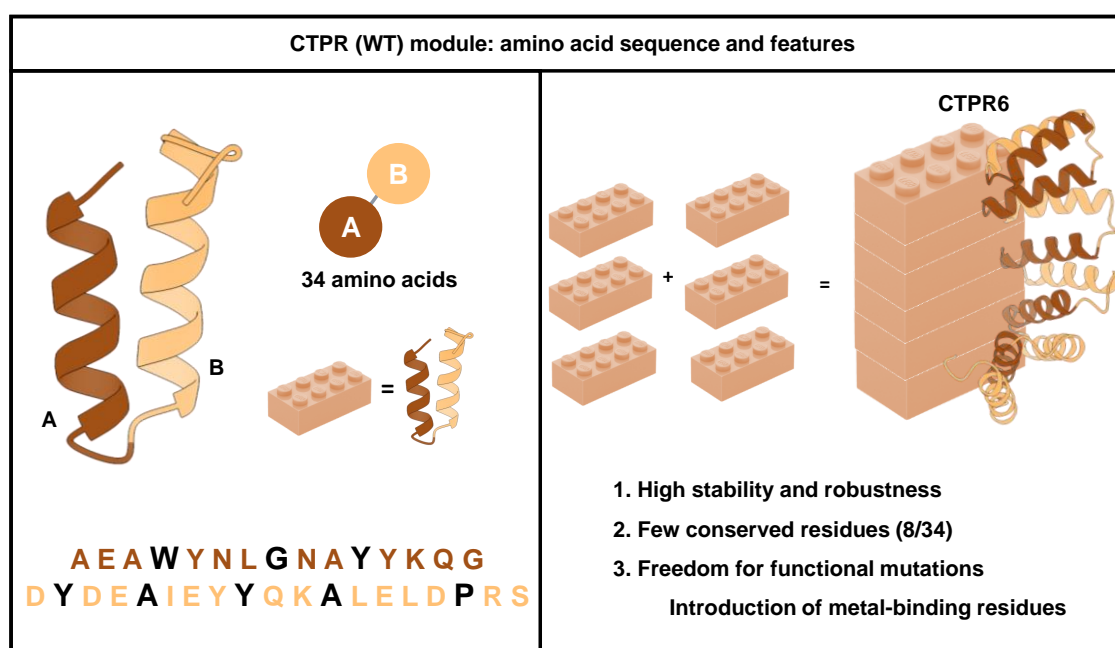 CTPR (WT) module: amino acid sequence and features
B
A
34 amino acids
A
B
=
A E A W Y N L G N A Y Y K Q G
D Y D E A I E Y Y Q K A L E L D P R S
CTPR6
+
=
1. High stability and robustness
2. Few conserved residues (8/34)
3. Freedom for functional mutations
Introduction of metal-binding residues